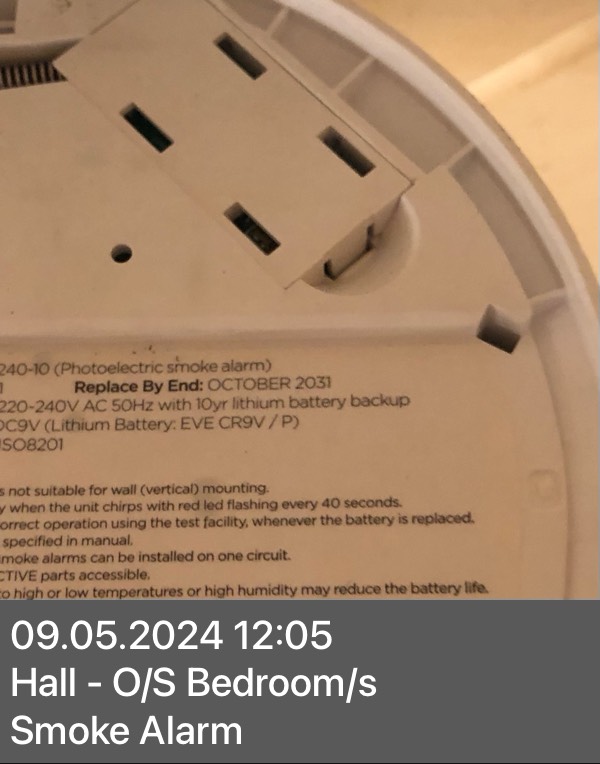 240-10 (Photoelectric smoke alarm)
Replace By End: OCTOBER 2031
220-240V AC 50Hz with 10yr lithium battery backup
DC9V (Lithium Battery: EVE CR9V / P)
ISO8201
s not suitable for wall (vertical) mounting.
y when the unit chirps with red led flashing every 40 seconds.
orrect operation using the test facility, whenever the battery is replaced.
specified in manual.
moke alarms can be installed on one circuit.
CTIVE parts accessible.
to high or low temperatures or high humidity may reduce the battery life.
09.05.2024 12:05
Hall - O/S Bedroom/s
Smoke Alarm